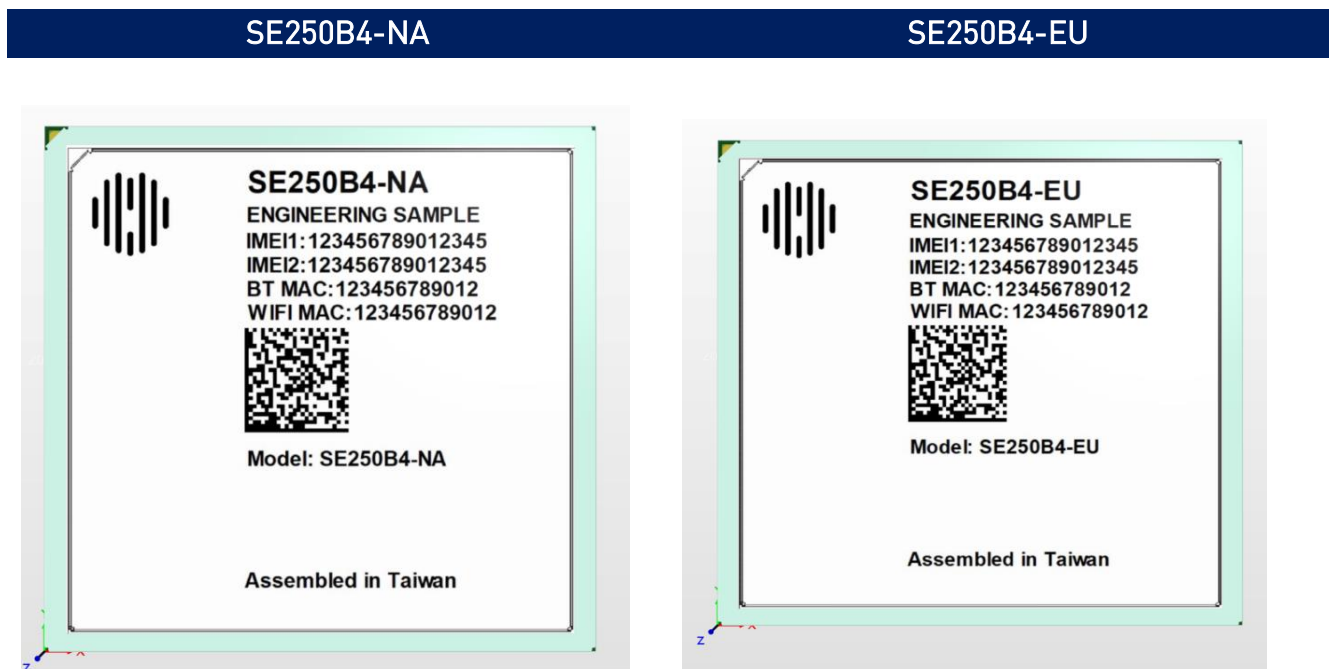 SE250B4-NA
SE250B4-EU
SE250B4-NA
ENGINEERING SAMPLE
IMEI1:123456789012345
IMEI2:123456789012345
BT MAC:123456789012
WIFI MAC:123456789012
Model: SE250B4-NA
Assembled in Taiwan
Z
X
SE250B4-EU
ENGINEERING SAMPLE
IMEI1:123456789012345
IMEI2:123456789012345
BT MAC:123456789012
WIFI MAC:123456789012
Model: SE250B4-EU
Assembled in Taiwan
Z
X